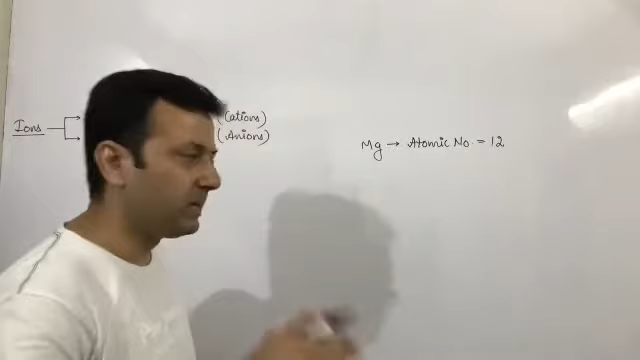 Ions
(Cations)
(Anions)
Mg → Atomic No. = 12